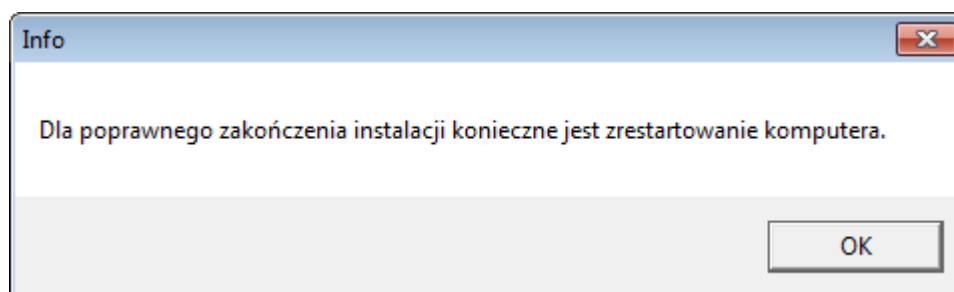 Info
Dla poprawnego zakończenia instalacji konieczne jest zrestartowanie komputera.
OK